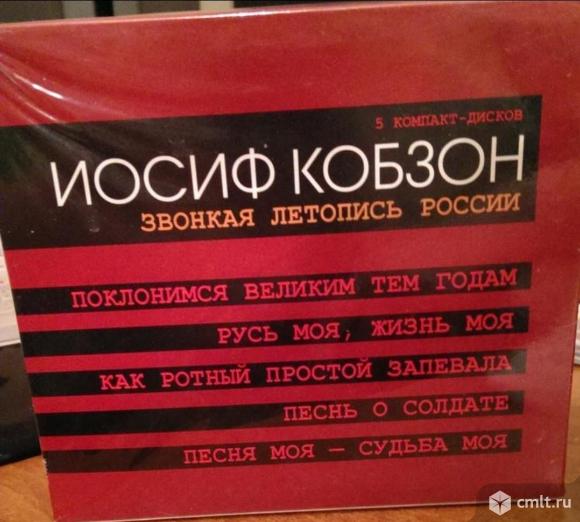 5 КОМПАКТ-ДИСКОВ
ИОСИФ КОБЗОН
ЗВОНКАЯ ЛЕТОПИСЬ РОССИИ
ПОКЛОНИМСЯ ВЕЛИКИМ ТЕМ ГОДАМ
РУСЬ МОЯ, ЖИЗНЬ МОЯ
КАК РОТНЫЙ ПРОСТОЙ ЗАПЕВАЛА
ПЕСНЬ О СОЛДАТЕ
ПЕСНЯ МОЯ — СУДЬБА МОЯ
cmlt.ru